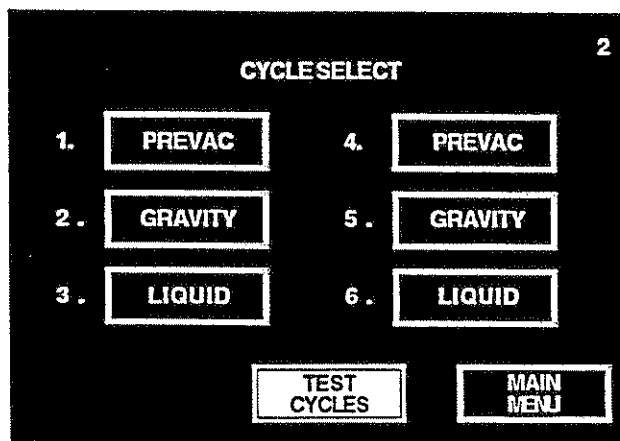 2
CYCLE SELECT
1. PREVAC 4. PREVAC
2. GRAVITY 5. GRAVITY
3. LIQUID 6. LIQUID
TEST
CYCLES
MAIN
MENU